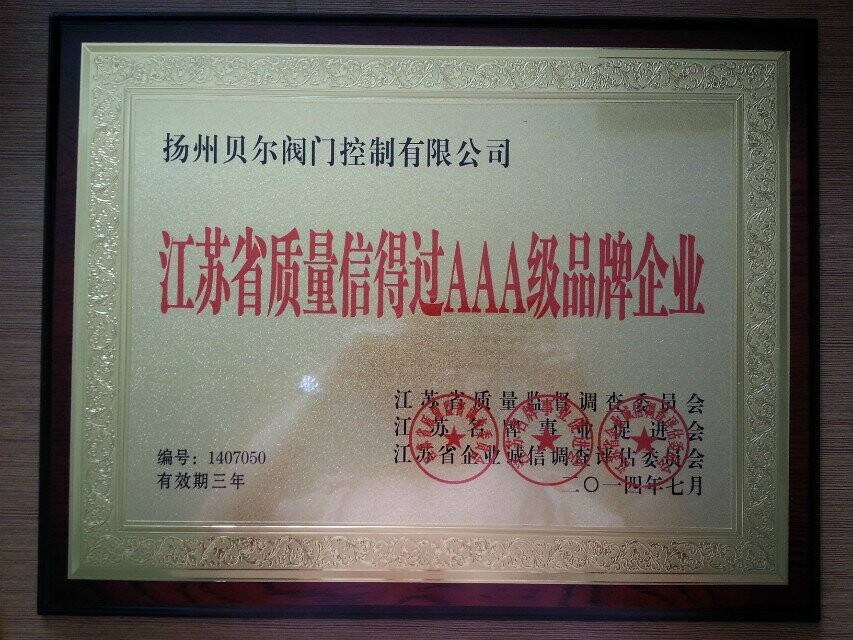 扬州贝尔阀门控制有限公司
江苏省质量信得过AAA级品牌企业
江苏省质量监督调查委员会
江苏名牌事业促进会
江苏省企业诚信调查评估委员会
编号：1407050
有效期三年
二〇一四年七月